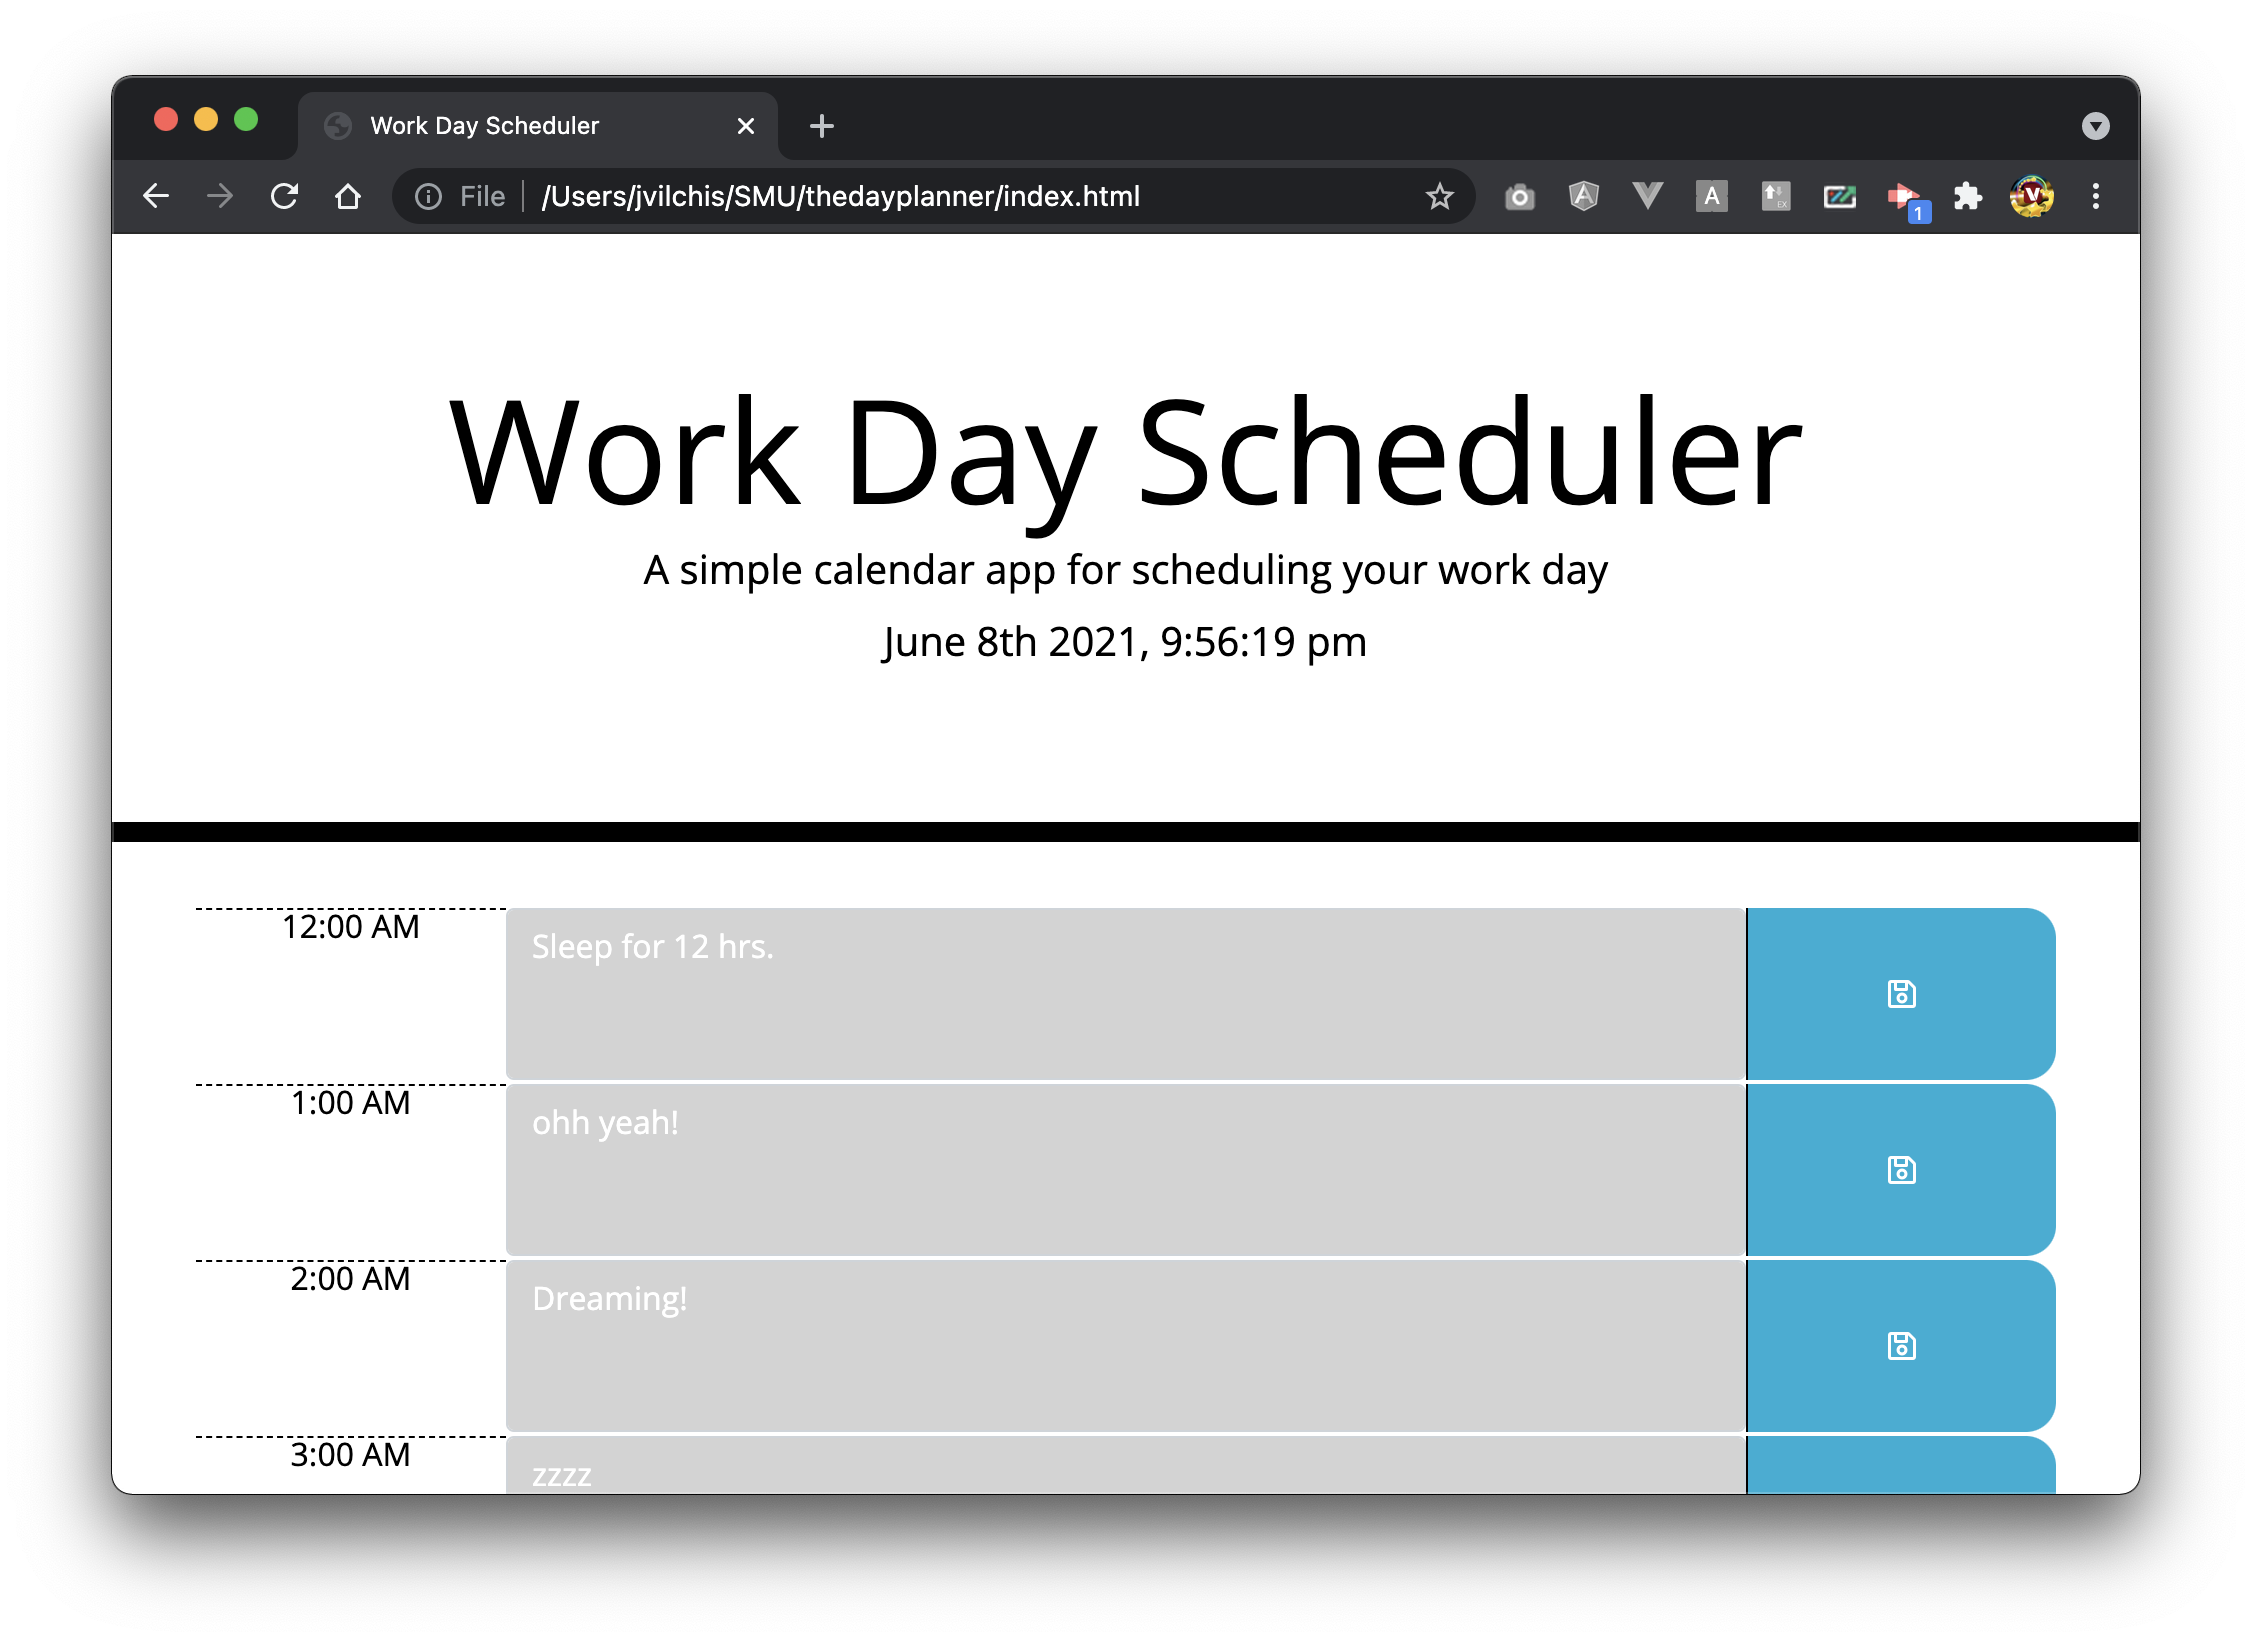 Work Day Scheduler
File /Users/jvilchis/SMU/thedayplanner/index.html
A
EX
1
V
Work Day Scheduler
A simple calendar app for scheduling your work day
June 8th 2021, 9:56:19 pm
12:00 AM
Sleep for 12 hrs.
1:00 AM
ohh yeah!
2:00 AM
Dreaming!
3:00 AM
zzzz